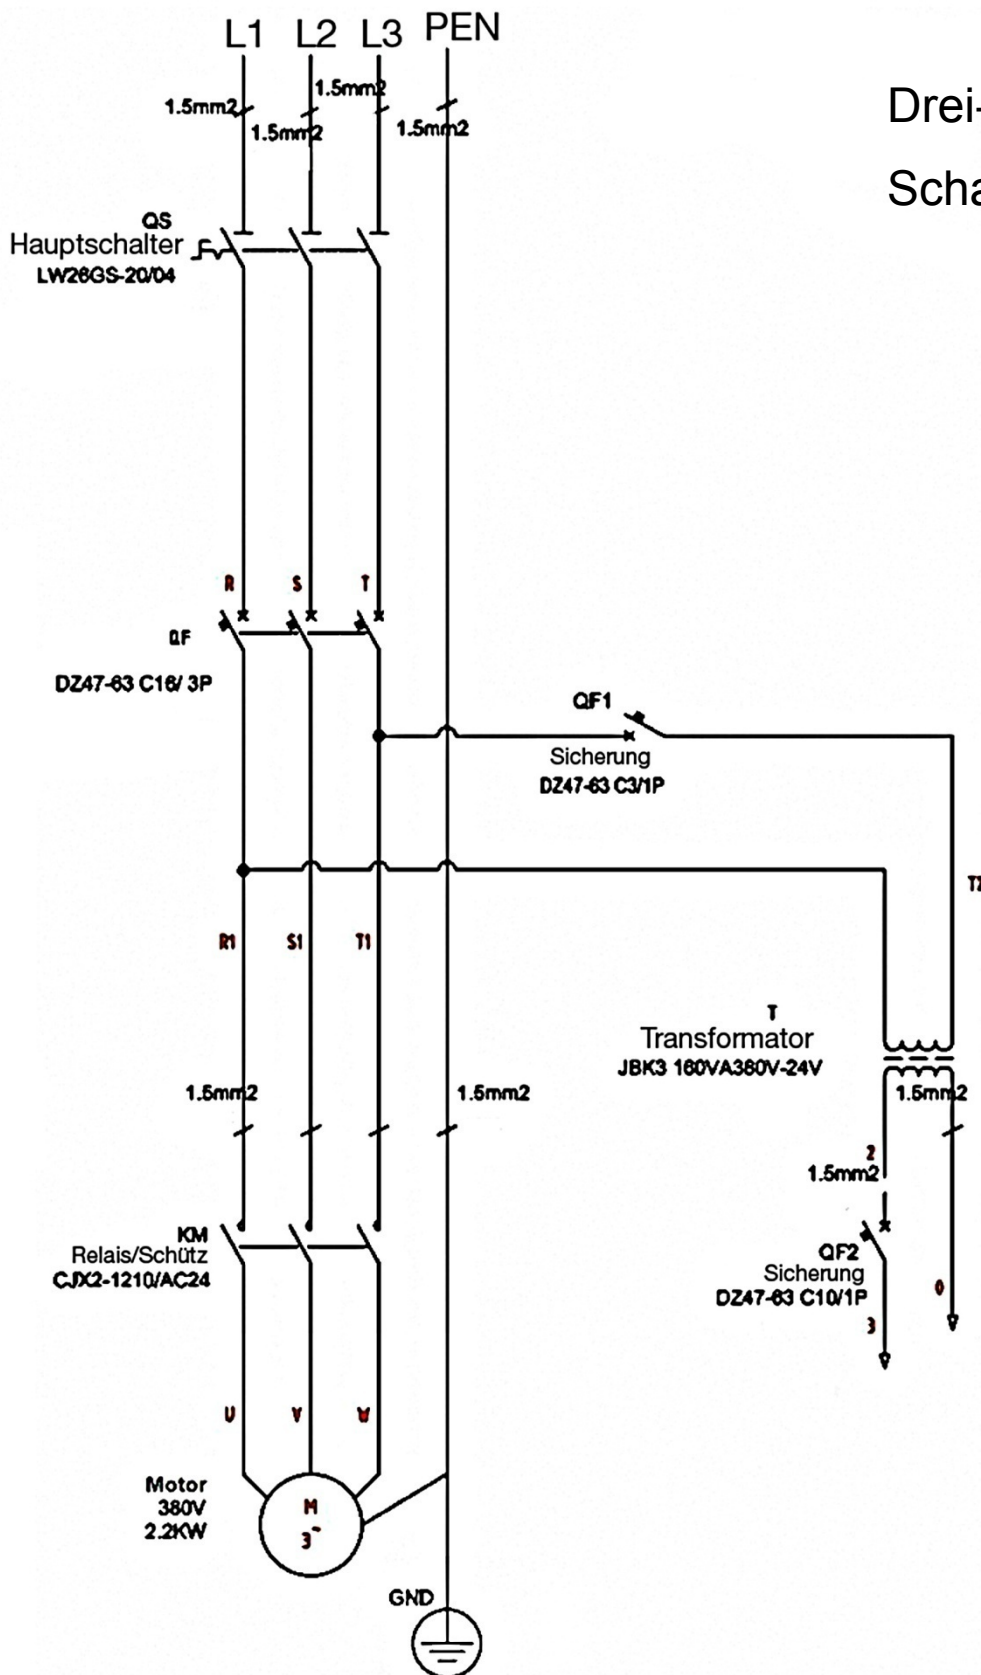 L1 L2 L3 PEN
1.5mm2
1.5mm2
1.5mm2
1.5mm2
Drei-
Scha
QS
Hauptschalter
LW26GS-20/04
R S T
QF
DZ47-63 C16/ 3P
QF1
Sicherung
DZ47-63 C3/1P
R1 S1 T1
T
Transformator
JBK3 160VA380V-24V
1.5mm2
1.5mm2
1.5mm2
2
1.5mm2
KM
Relais/Schütz
CJX2-1210/AC24
QF2
Sicherung
DZ47-63 C10/1P
0
3
U V W
Motor
380V
2.2KW
M
3~
GND